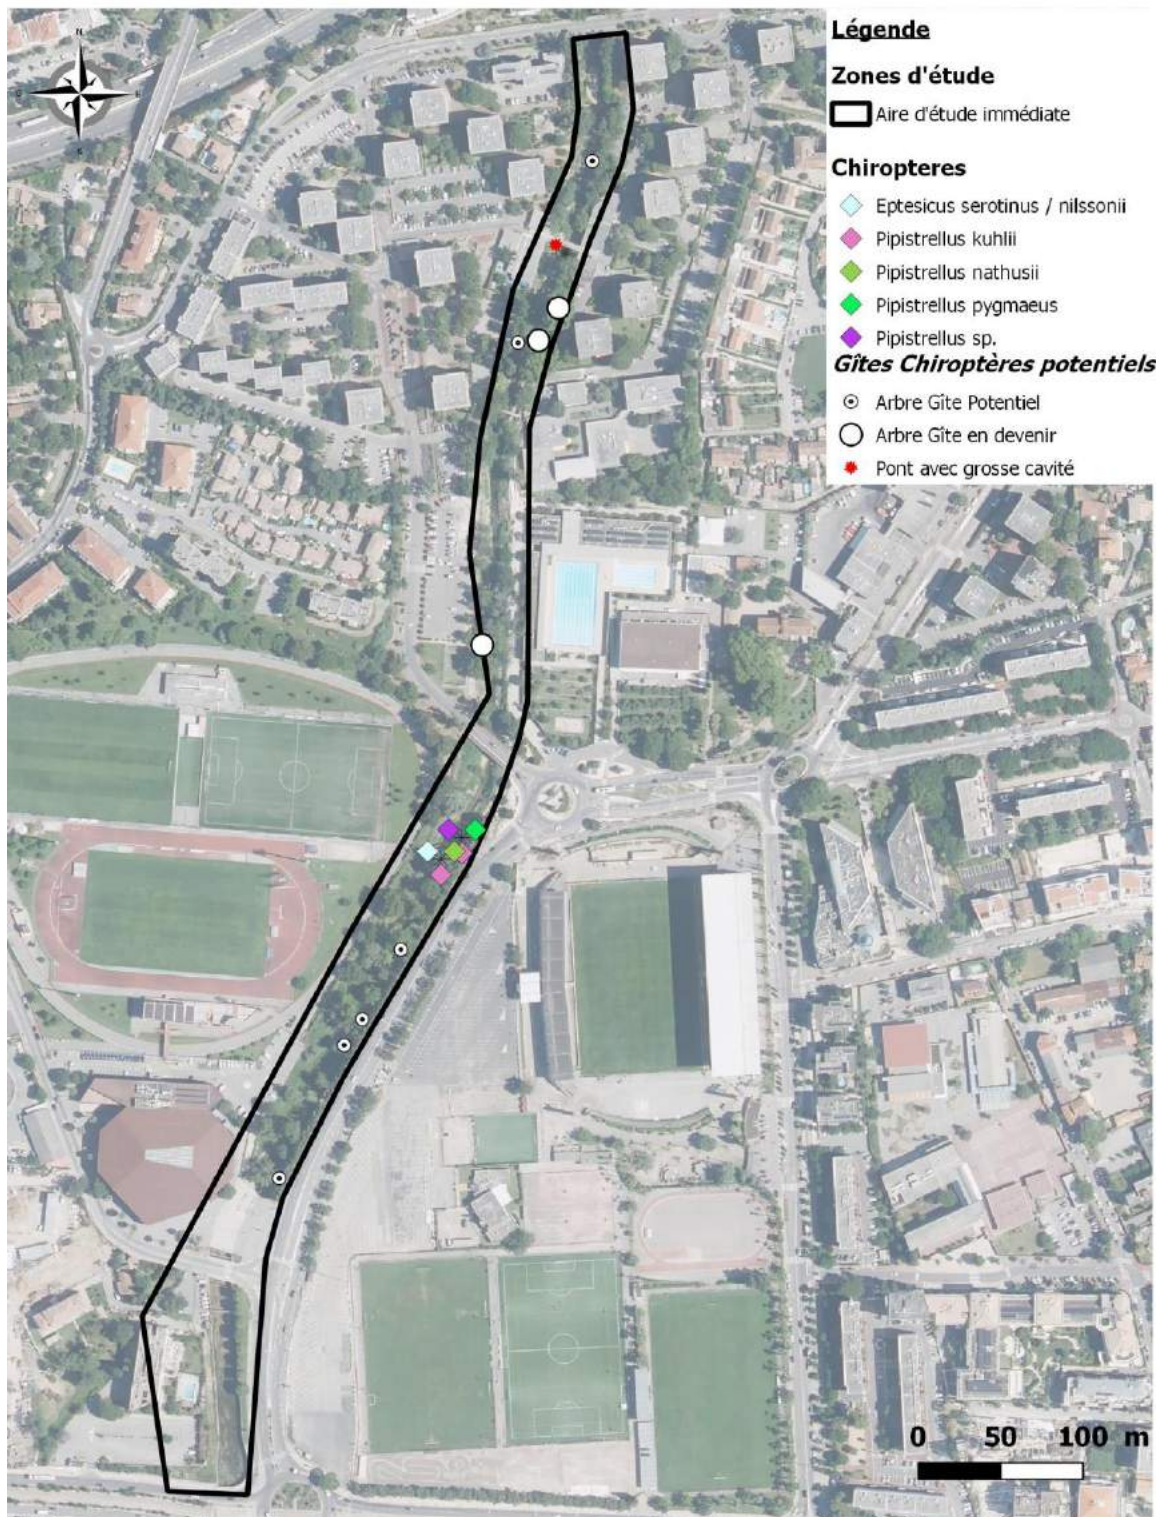 N
Légende
Zones d'étude
Aire d'étude immédiate
Chiropteres
Eptesicus serotinus / nilssonii
Pipistrellus kuhlii
Pipistrellus nathusii
Pipistrellus pygmaeus
Pipistrellus sp.
Gîtes Chiroptères potentiels
Arbre Gîte Potentiel
Arbre Gîte en devenir
Pont avec grosse cavité
0 50 100 m